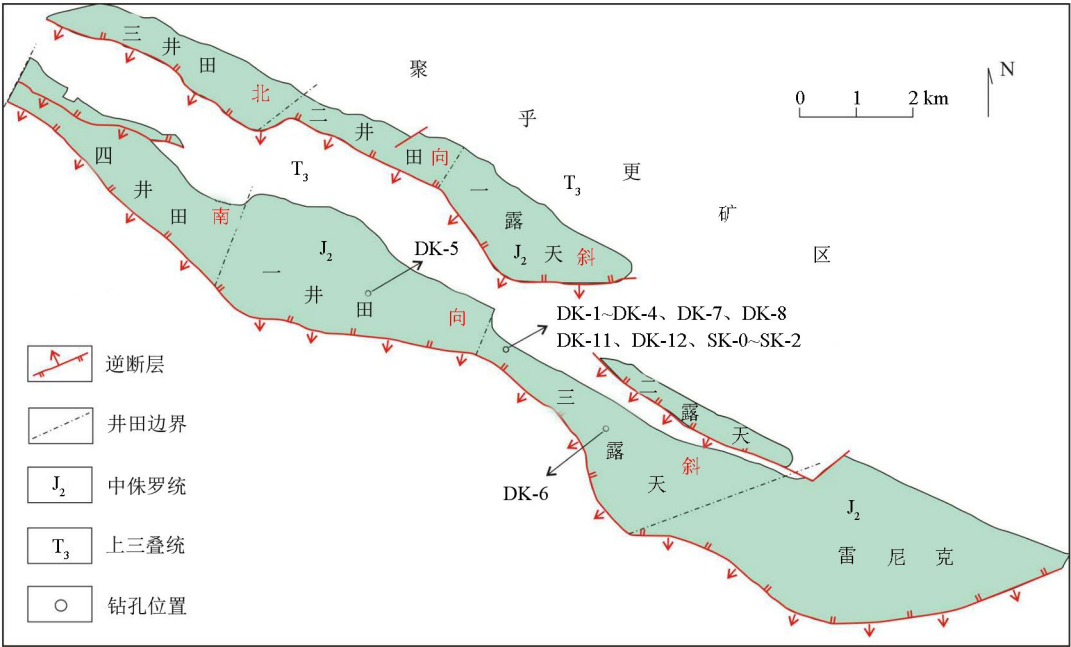 三井田
北
二井田
向
一露天
J₂
斜
聚乎更矿区
T₃
T₃
0 1 2 km
N
四井田
南
J₂
一井田
向
DK-5
DK-1~DK-4、DK-7、DK-8
DK-11、DK-12、SK-0~SK-2
三露天
斜
DK-6
二露天
J₂
雷尼克
逆断层
井田边界
J₂ 中侏罗统
T₃ 上三叠统
钻孔位置